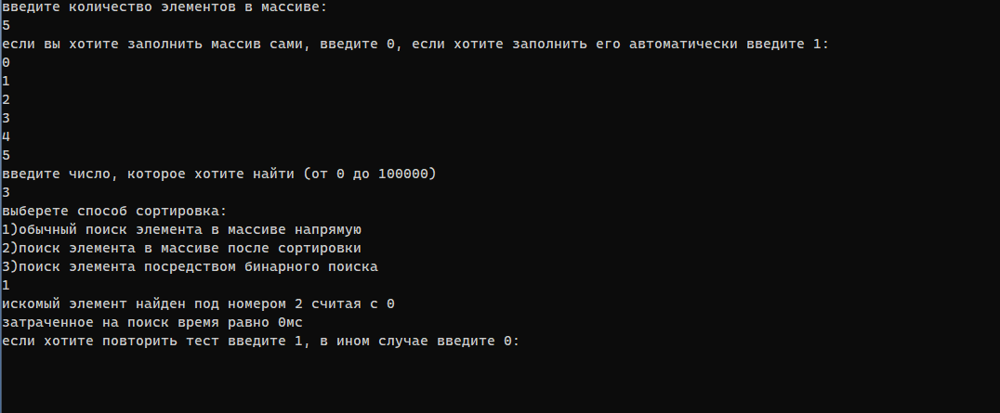 введите количество элементов в массиве:
5
если вы хотите заполнить массив сами, введите 0, если хотите заполнить его автоматически введите 1:
0
1
2
3
4
5
введите число, которое хотите найти (от 0 до 100000)
3
выберете способ сортировка:
1)обычный поиск элемента в массиве напрямую
2)поиск элемента в массиве после сортировки
3)поиск элемента посредством бинарного поиска
1
искомый элемент найден под номером 2 считая с 0
затраченное на поиск время равно 0мс
если хотите повторить тест введите 1, в ином случае введите 0: